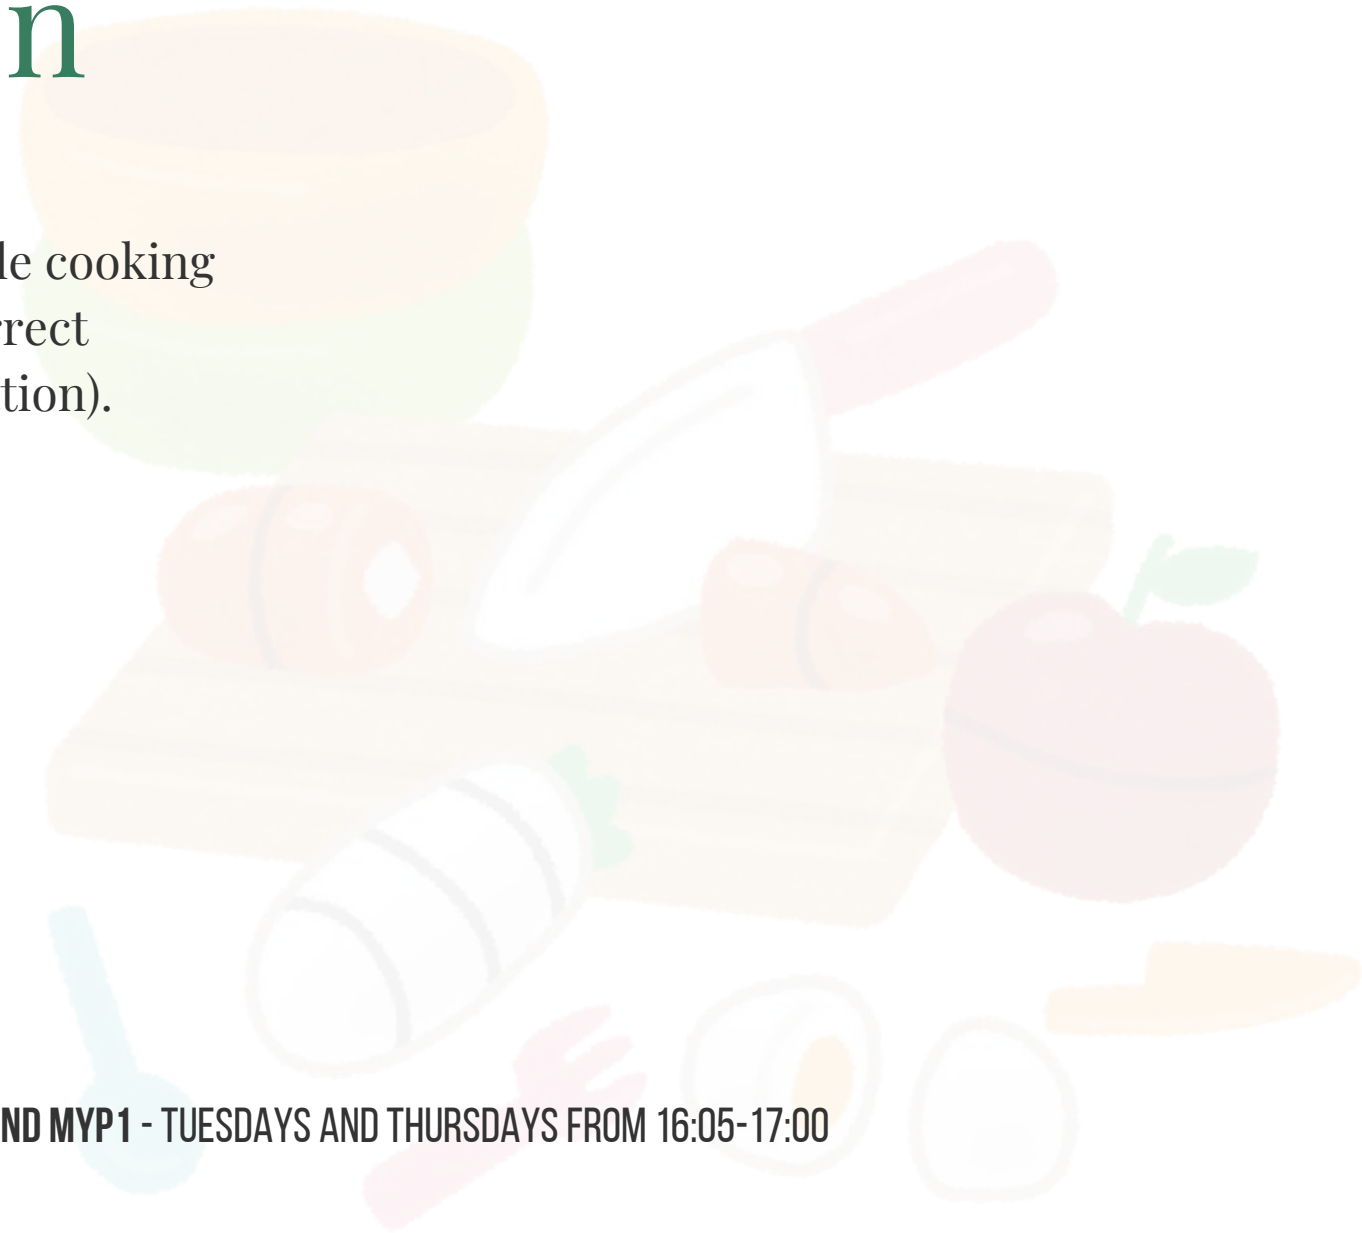 n
le cooking
rrect
tion).
ND MYP1 - TUESDAYS AND THURSDAYS FROM 16:05-17:00